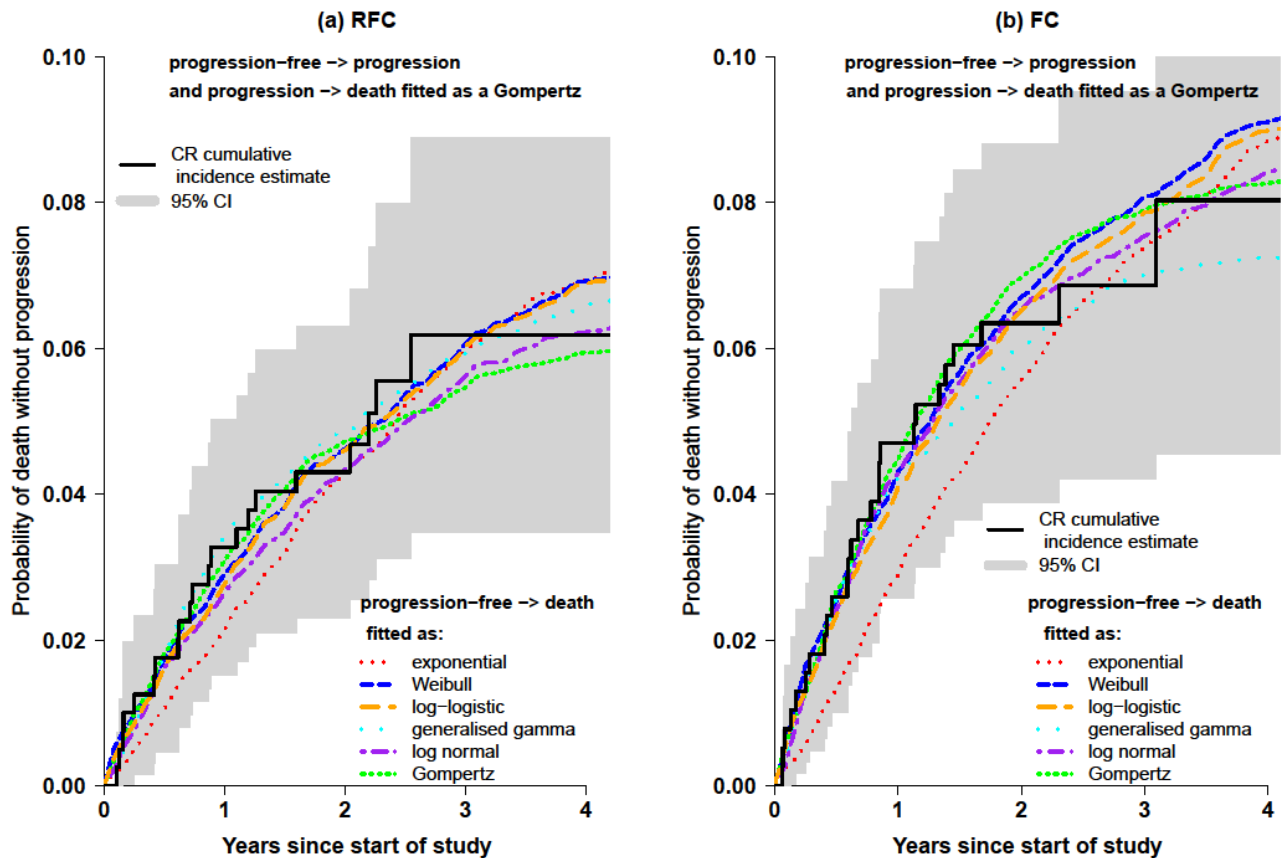 (a) RFC
Probability of death without progression
0.10
0.08
0.06
0.04
0.02
0.00
progression−free −> progression
and progression −> death fitted as a Gompertz
CR cumulative
incidence estimate
95% CI
progression−free −> death
fitted as:
exponential
Weibull
log−logistic
generalised gamma
log normal
Gompertz
0 1 2 3 4
Years since start of study
(b) FC
Probability of death without progression
0.10
0.08
0.06
0.04
0.02
0.00
progression−free −> progression
and progression −> death fitted as a Gompertz
CR cumulative
incidence estimate
95% CI
progression−free −> death
fitted as:
exponential
Weibull
log−logistic
generalised gamma
log normal
Gompertz
0 1 2 3 4
Years since start of study